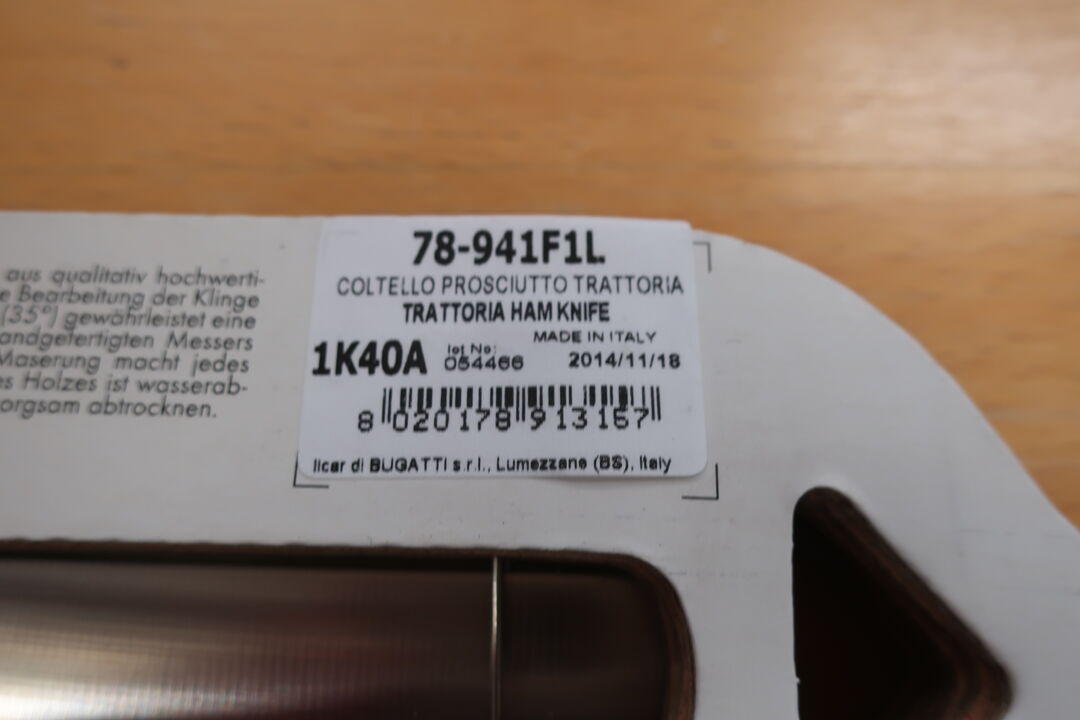 aus qualitativ hochwerti-
e Bearbeitung der Klinge
(35°) gewährleistet eine
andgefertigten Messers
Maserung macht jedes
es Holzes ist wasserab-
orgsam abtrocknen.
78-941F1L
COLTELLO PROSCIUTTO TRATTORIA
TRATTORIA HAM KNIFE
MADE IN ITALY
1K40A lot No: 054466 2014/11/18
8 020178 913167
Ilcar di BUGATTI s.r.l., Lumezzane (BS), Italy